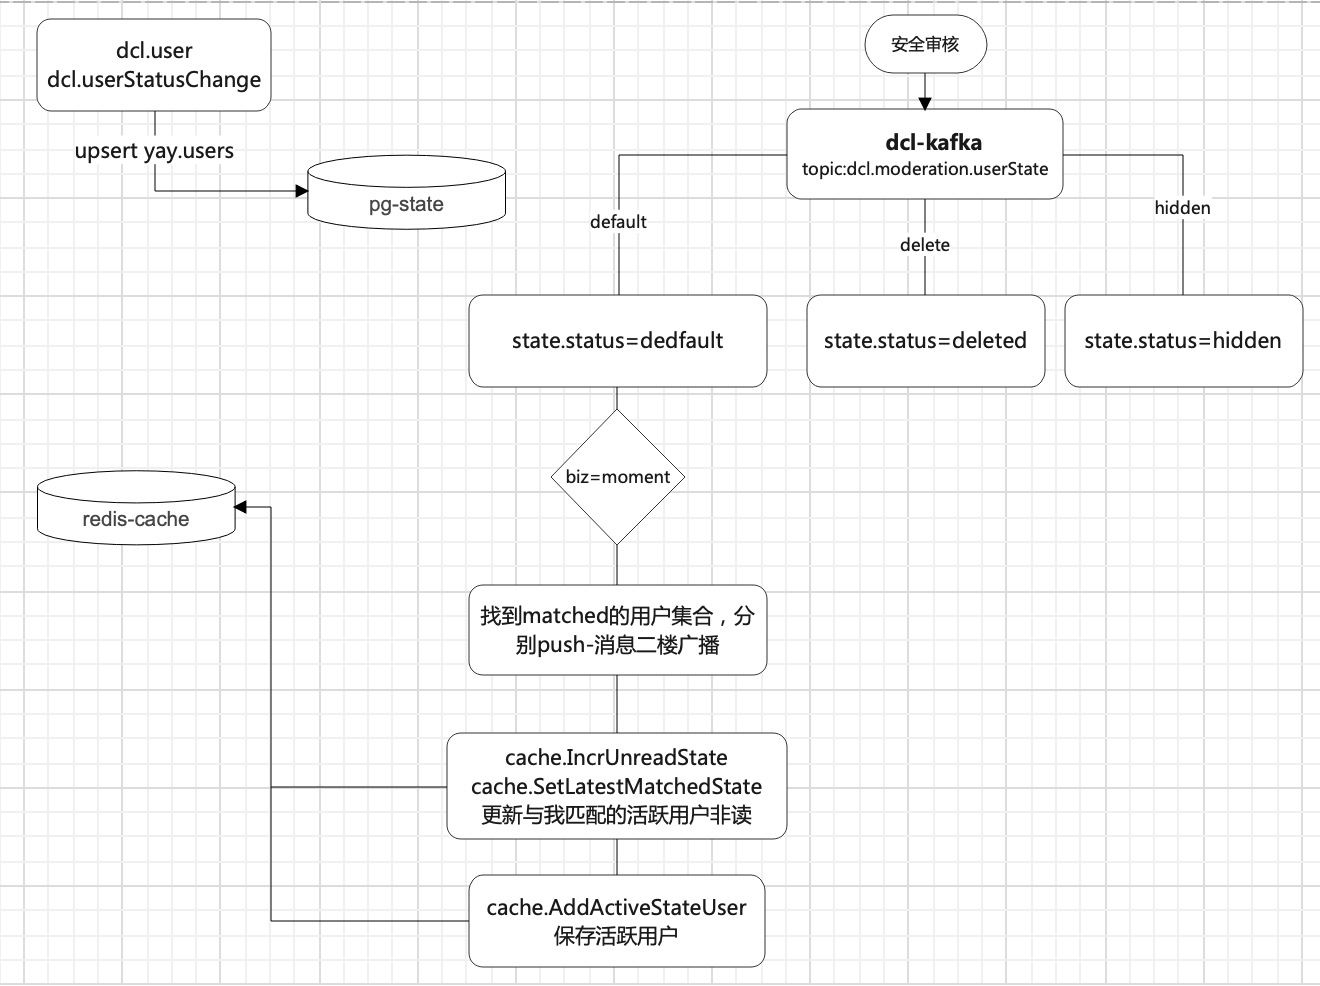 dcl.user
dcl.userStatusChange
upsert yay.users
pg-state
安全审核
dcl-kafka
topic:dcl.moderation.userState
default
delete
hidden
state.status=dedfault
state.status=deleted
state.status=hidden
biz=moment
redis-cache
找到matched的用户集合，分
别push-消息二楼广播
cache.IncrUnreadState
cache.SetLatestMatchedState
更新与我匹配的活跃用户非读
cache.AddActiveStateUser
保存活跃用户